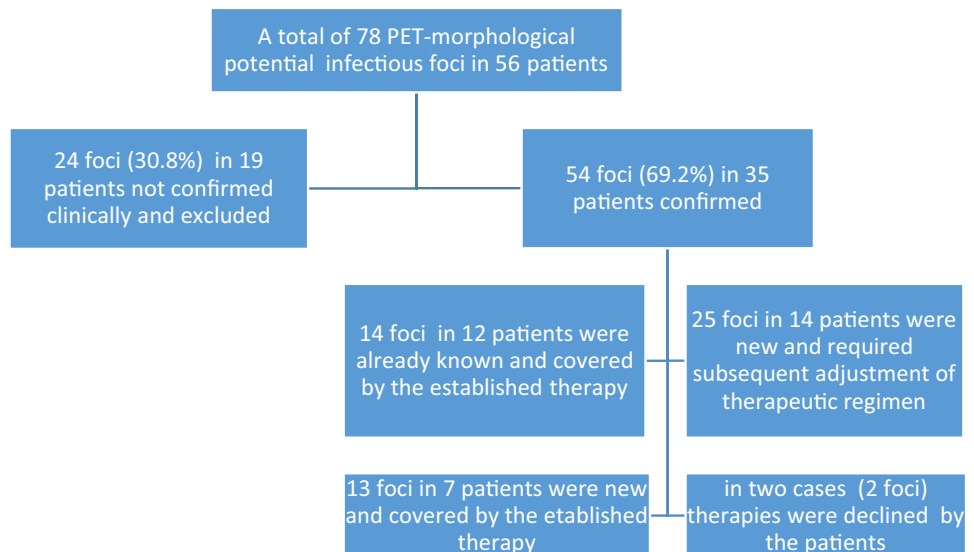 A total of 78 PET-morphological
potential infectious foci in 56 patients
24 foci (30.8%) in 19
patients not confirmed
clinically and excluded
54 foci (69.2%) in 35
patients confirmed
14 foci in 12 patients were
already known and covered
by the established therapy
25 foci in 14 patients were
new and required
subsequent adjustment of
therapeutic regimen
13 foci in 7 patients were new
and covered by the etablished
therapy
in two cases (2 foci)
therapies were declined by
the patients